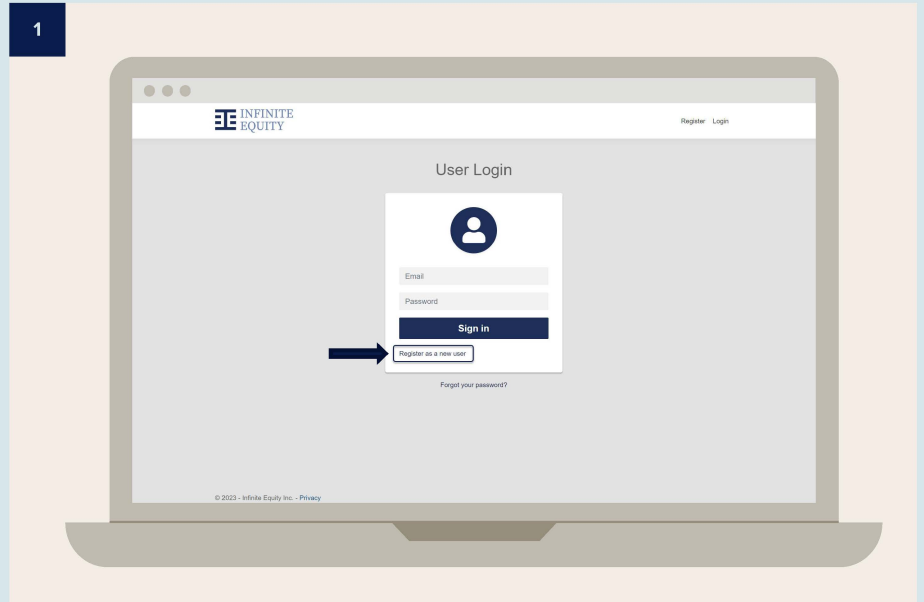 1
INFINITE
EQUITY
Register Login
User Login
Email
Password
Sign in
Register as a new user
Forgot your password?
© 2023 - Infinite Equity Inc. - Privacy